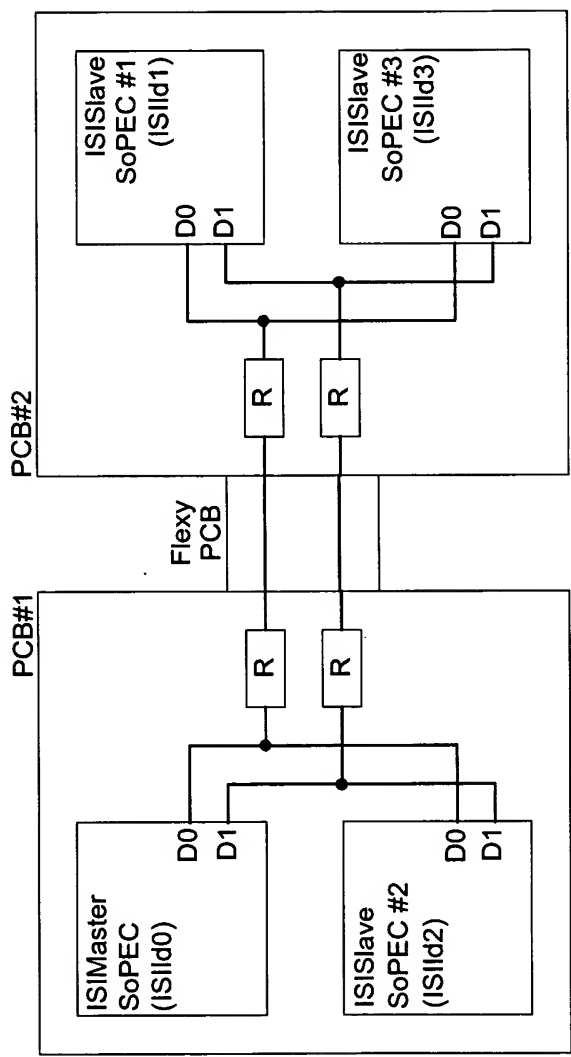 PCB#1
ISIMaster
SoPEC
(ISIId0)
D0
D1
ISISlave
SoPEC #2
(ISIId2)
D0
D1
R
R
Flexy
PCB
PCB#2
R
R
ISISlave
SoPEC #1
(ISIId1)
D0
D1
ISISlave
SoPEC #3
(ISIId3)
D0
D1